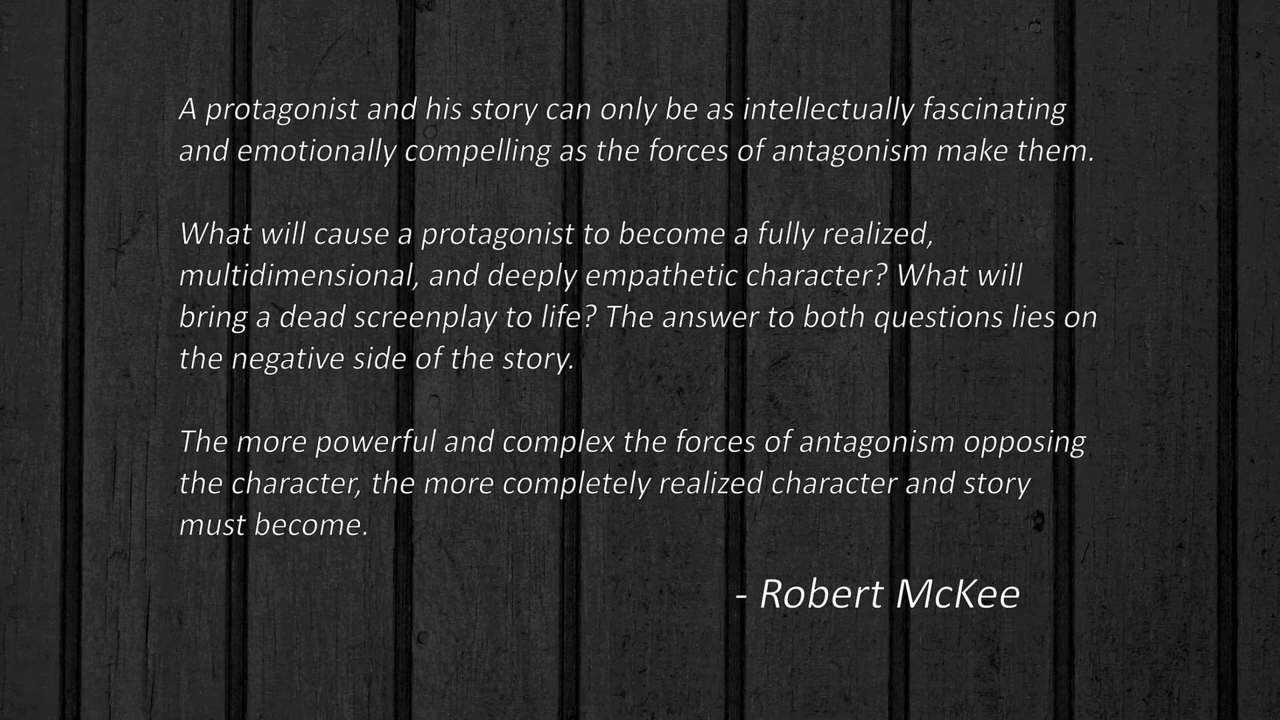 A protagonist and his story can only be as intellectually fascinating
and emotionally compelling as the forces of antagonism make them.
What will cause a protagonist to become a fully realized,
multidimensional, and deeply empathetic character? What will
bring a dead screenplay to life? The answer to both questions lies on
the negative side of the story.
The more powerful and complex the forces of antagonism opposing
the character, the more completely realized character and story
must become.
- Robert McKee